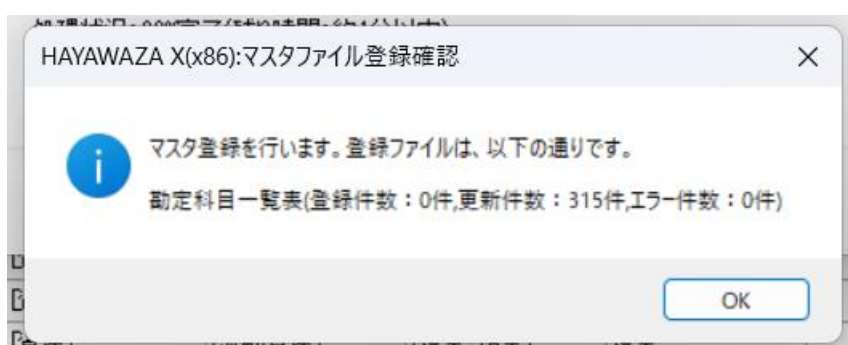 HAYAWAZA X(x86):マスタファイル登録確認
マスタ登録を行います。登録ファイルは、以下の通りです。
勘定科目一覧表(登録件数：0件,更新件数：315件,エラー件数：0件)
OK